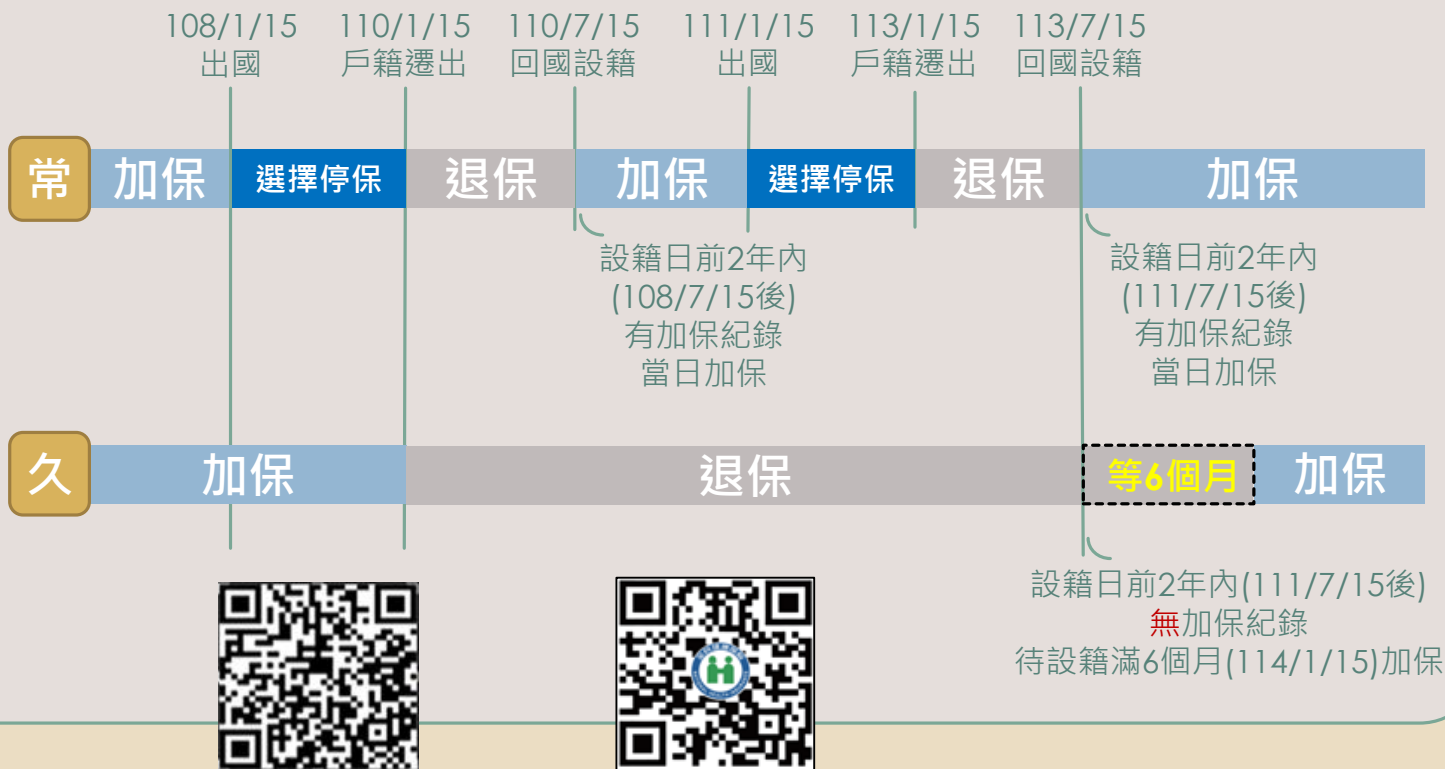 108/1/15
出國
110/1/15
戶籍遷出
110/7/15
回國設籍
111/1/15
出國
113/1/15
戶籍遷出
113/7/15
回國設籍
常
加保
選擇停保
退保
加保
選擇停保
退保
加保
設籍日前2年內
(108/7/15後)
有加保紀錄
當日加保
設籍日前2年內
(111/7/15後)
有加保紀錄
當日加保
久
加保
退保
等6個月
加保
設籍日前2年內(111/7/15後)
無加保紀錄
待設籍滿6個月(114/1/15)加保